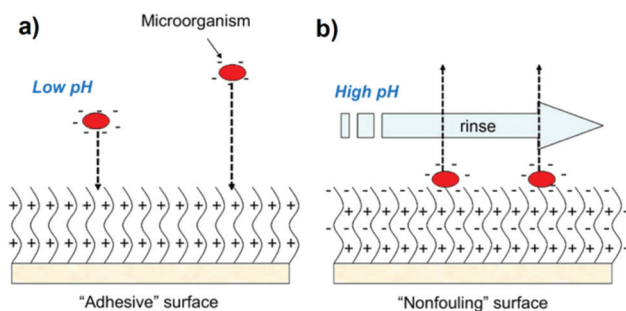 a)
Microorganism
Low pH
"Adhesive" surface
b)
High pH
rinse
"Nonfouling" surface